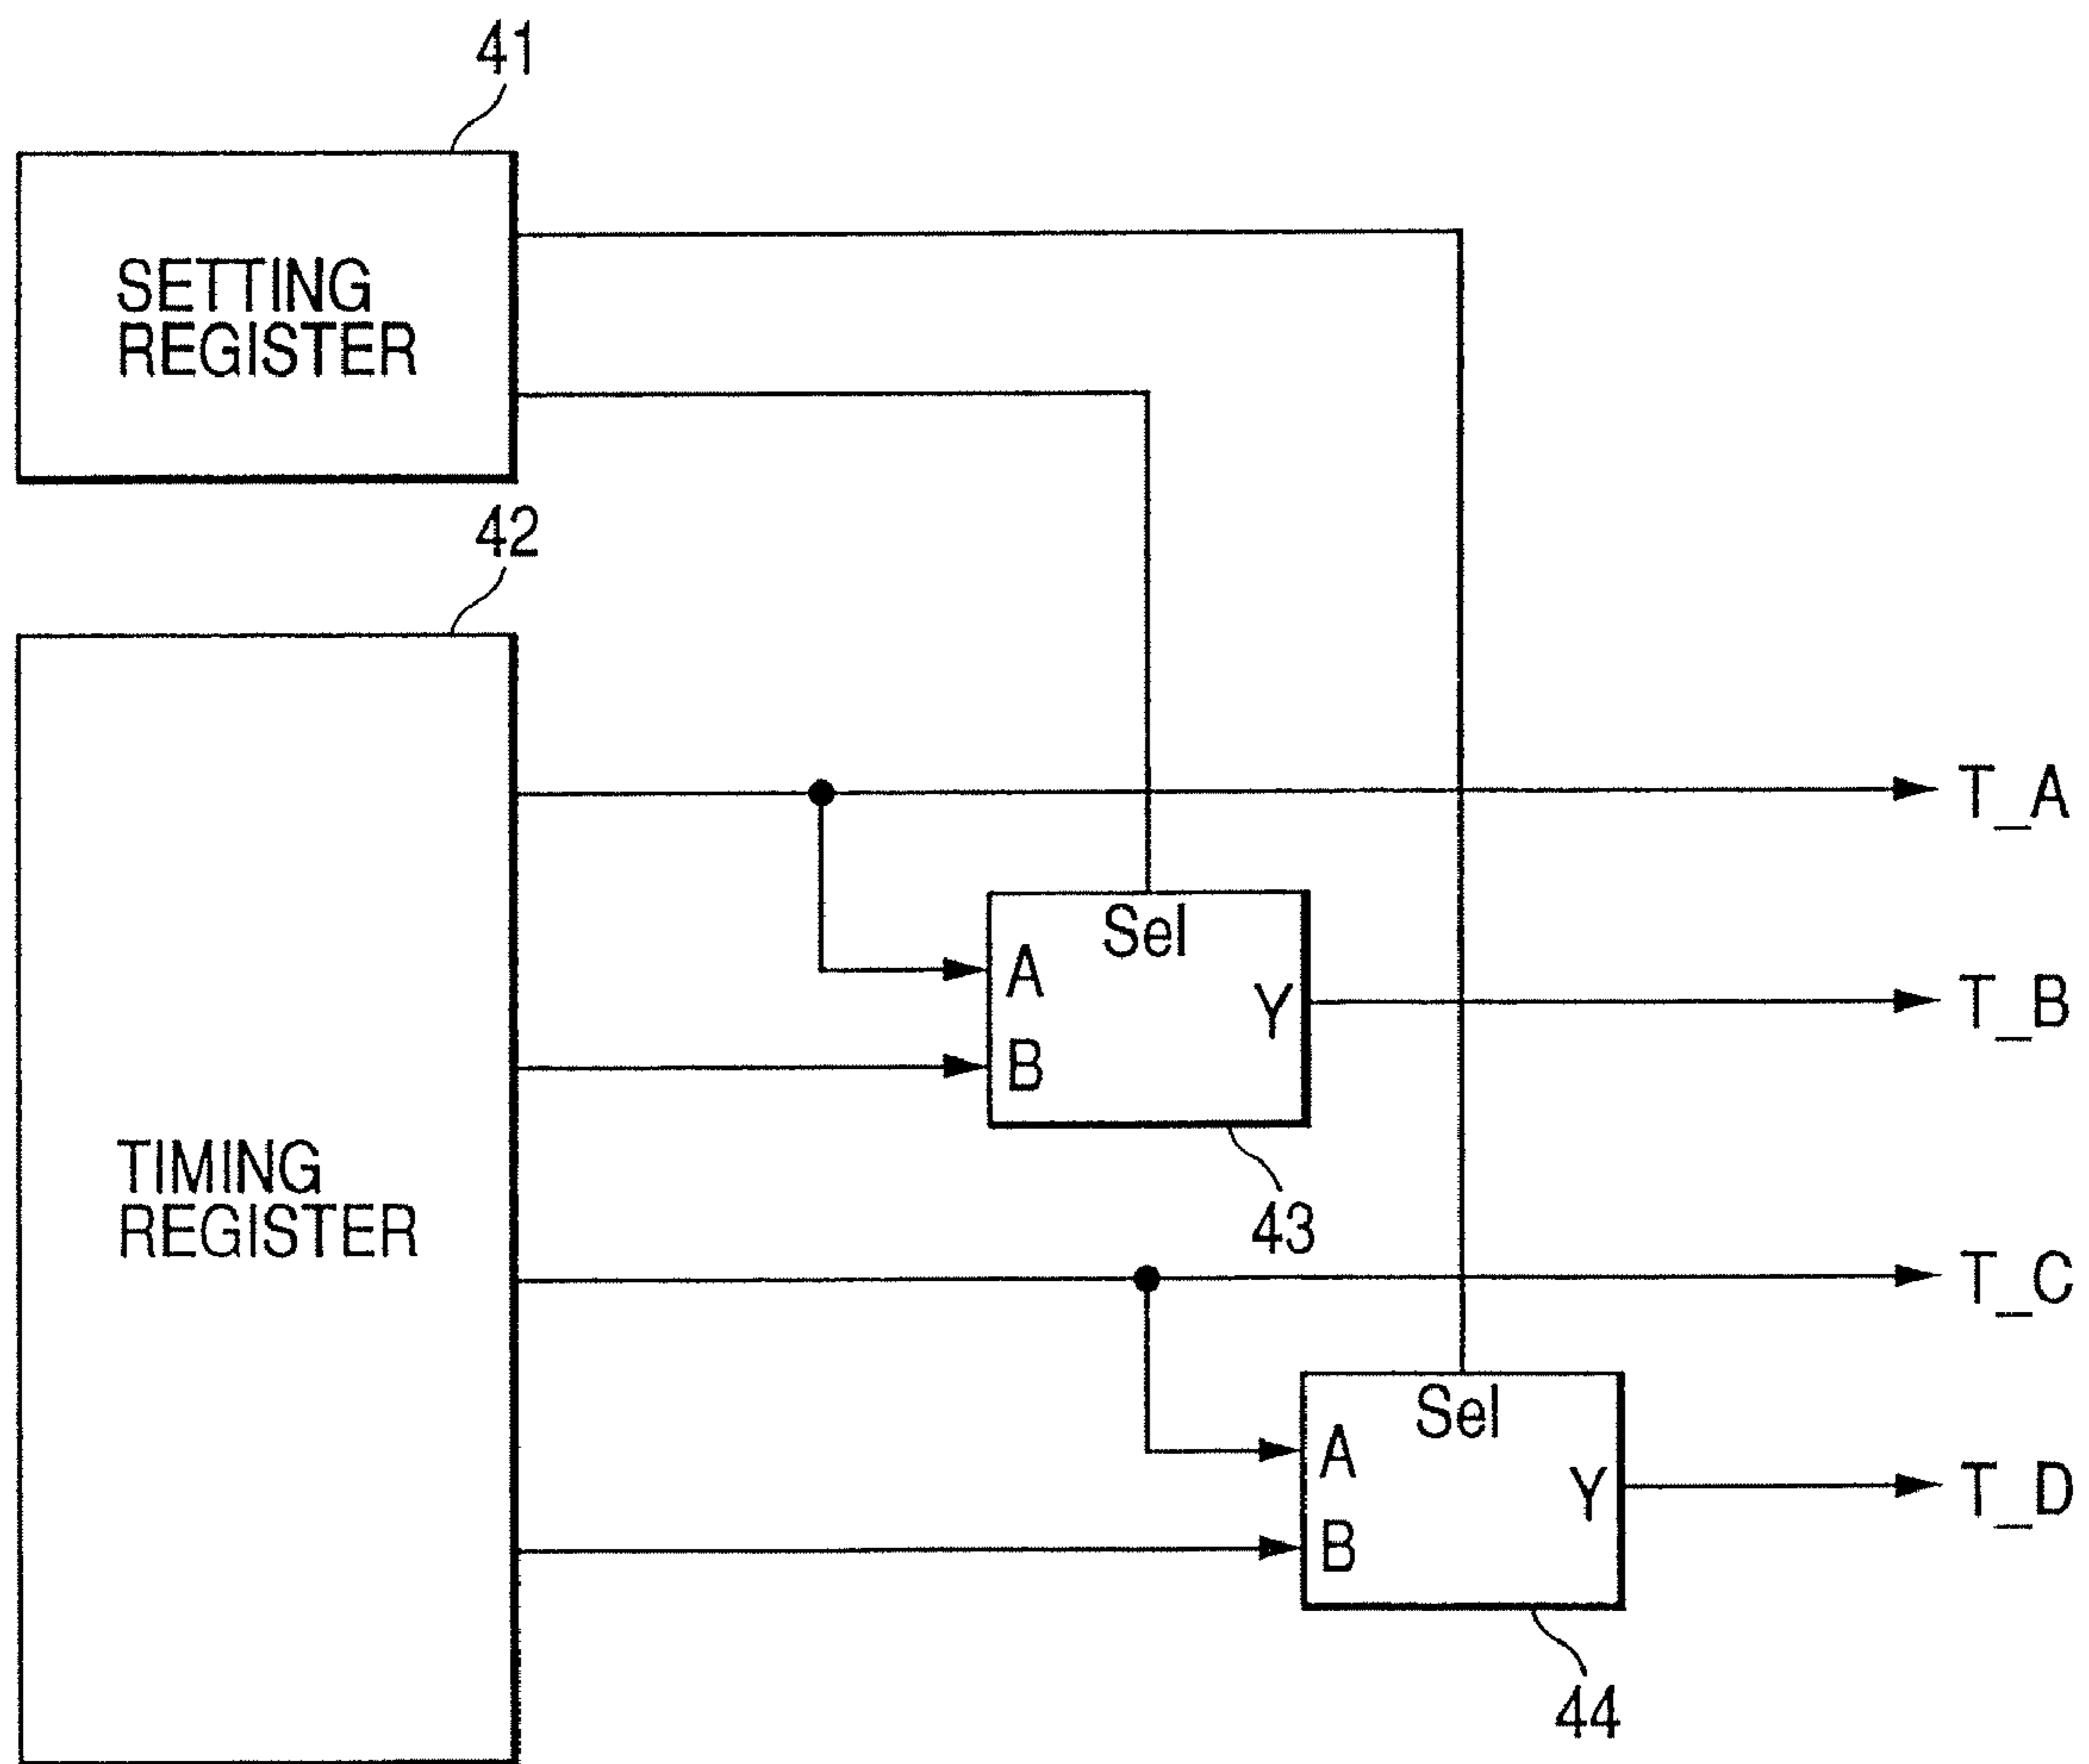 41
SETTING
REGISTER
42
TIMING
REGISTER
T_A
Sel
A
Y
B
T_B
43
T_C
Sel
A
Y
B
T_D
44